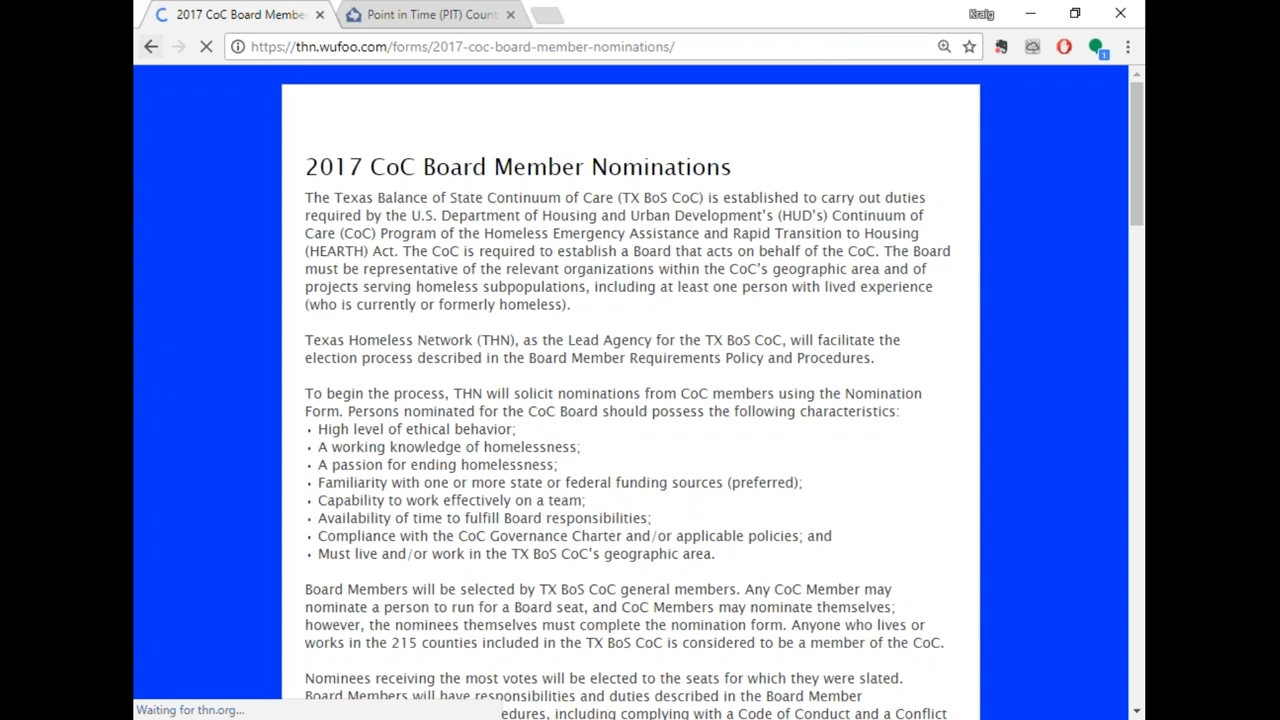 2017 CoC Board Membe
Point in Time (PIT) Count
Kraig
https://thn.wufoo.com/forms/2017-coc-board-member-nominations/
1
2017 CoC Board Member Nominations
The Texas Balance of State Continuum of Care (TX BoS CoC) is established to carry out duties
required by the U.S. Department of Housing and Urban Development's (HUD's) Continuum of
Care (CoC) Program of the Homeless Emergency Assistance and Rapid Transition to Housing
(HEARTH) Act. The CoC is required to establish a Board that acts on behalf of the CoC. The Board
must be representative of the relevant organizations within the CoC's geographic area and of
projects serving homeless subpopulations, including at least one person with lived experience
(who is currently or formerly homeless).
Texas Homeless Network (THN), as the Lead Agency for the TX BoS CoC, will facilitate the
election process described in the Board Member Requirements Policy and Procedures.
To begin the process, THN will solicit nominations from CoC members using the Nomination
Form. Persons nominated for the CoC Board should possess the following characteristics:
• High level of ethical behavior;
• A working knowledge of homelessness;
• A passion for ending homelessness;
• Familiarity with one or more state or federal funding sources (preferred);
• Capability to work effectively on a team;
• Availability of time to fulfill Board responsibilities;
• Compliance with the CoC Governance Charter and/or applicable policies; and
• Must live and/or work in the TX BoS CoC's geographic area.
Board Members will be selected by TX BoS CoC general members. Any CoC Member may
nominate a person to run for a Board seat, and CoC Members may nominate themselves;
however, the nominees themselves must complete the nomination form. Anyone who lives or
works in the 215 counties included in the TX BoS CoC is considered to be a member of the CoC.
Nominees receiving the most votes will be elected to the seats for which they were slated.
Board Members will have responsibilities and duties described in the Board Member
edures, including complying with a Code of Conduct and a Conflict
Waiting for thn.org...